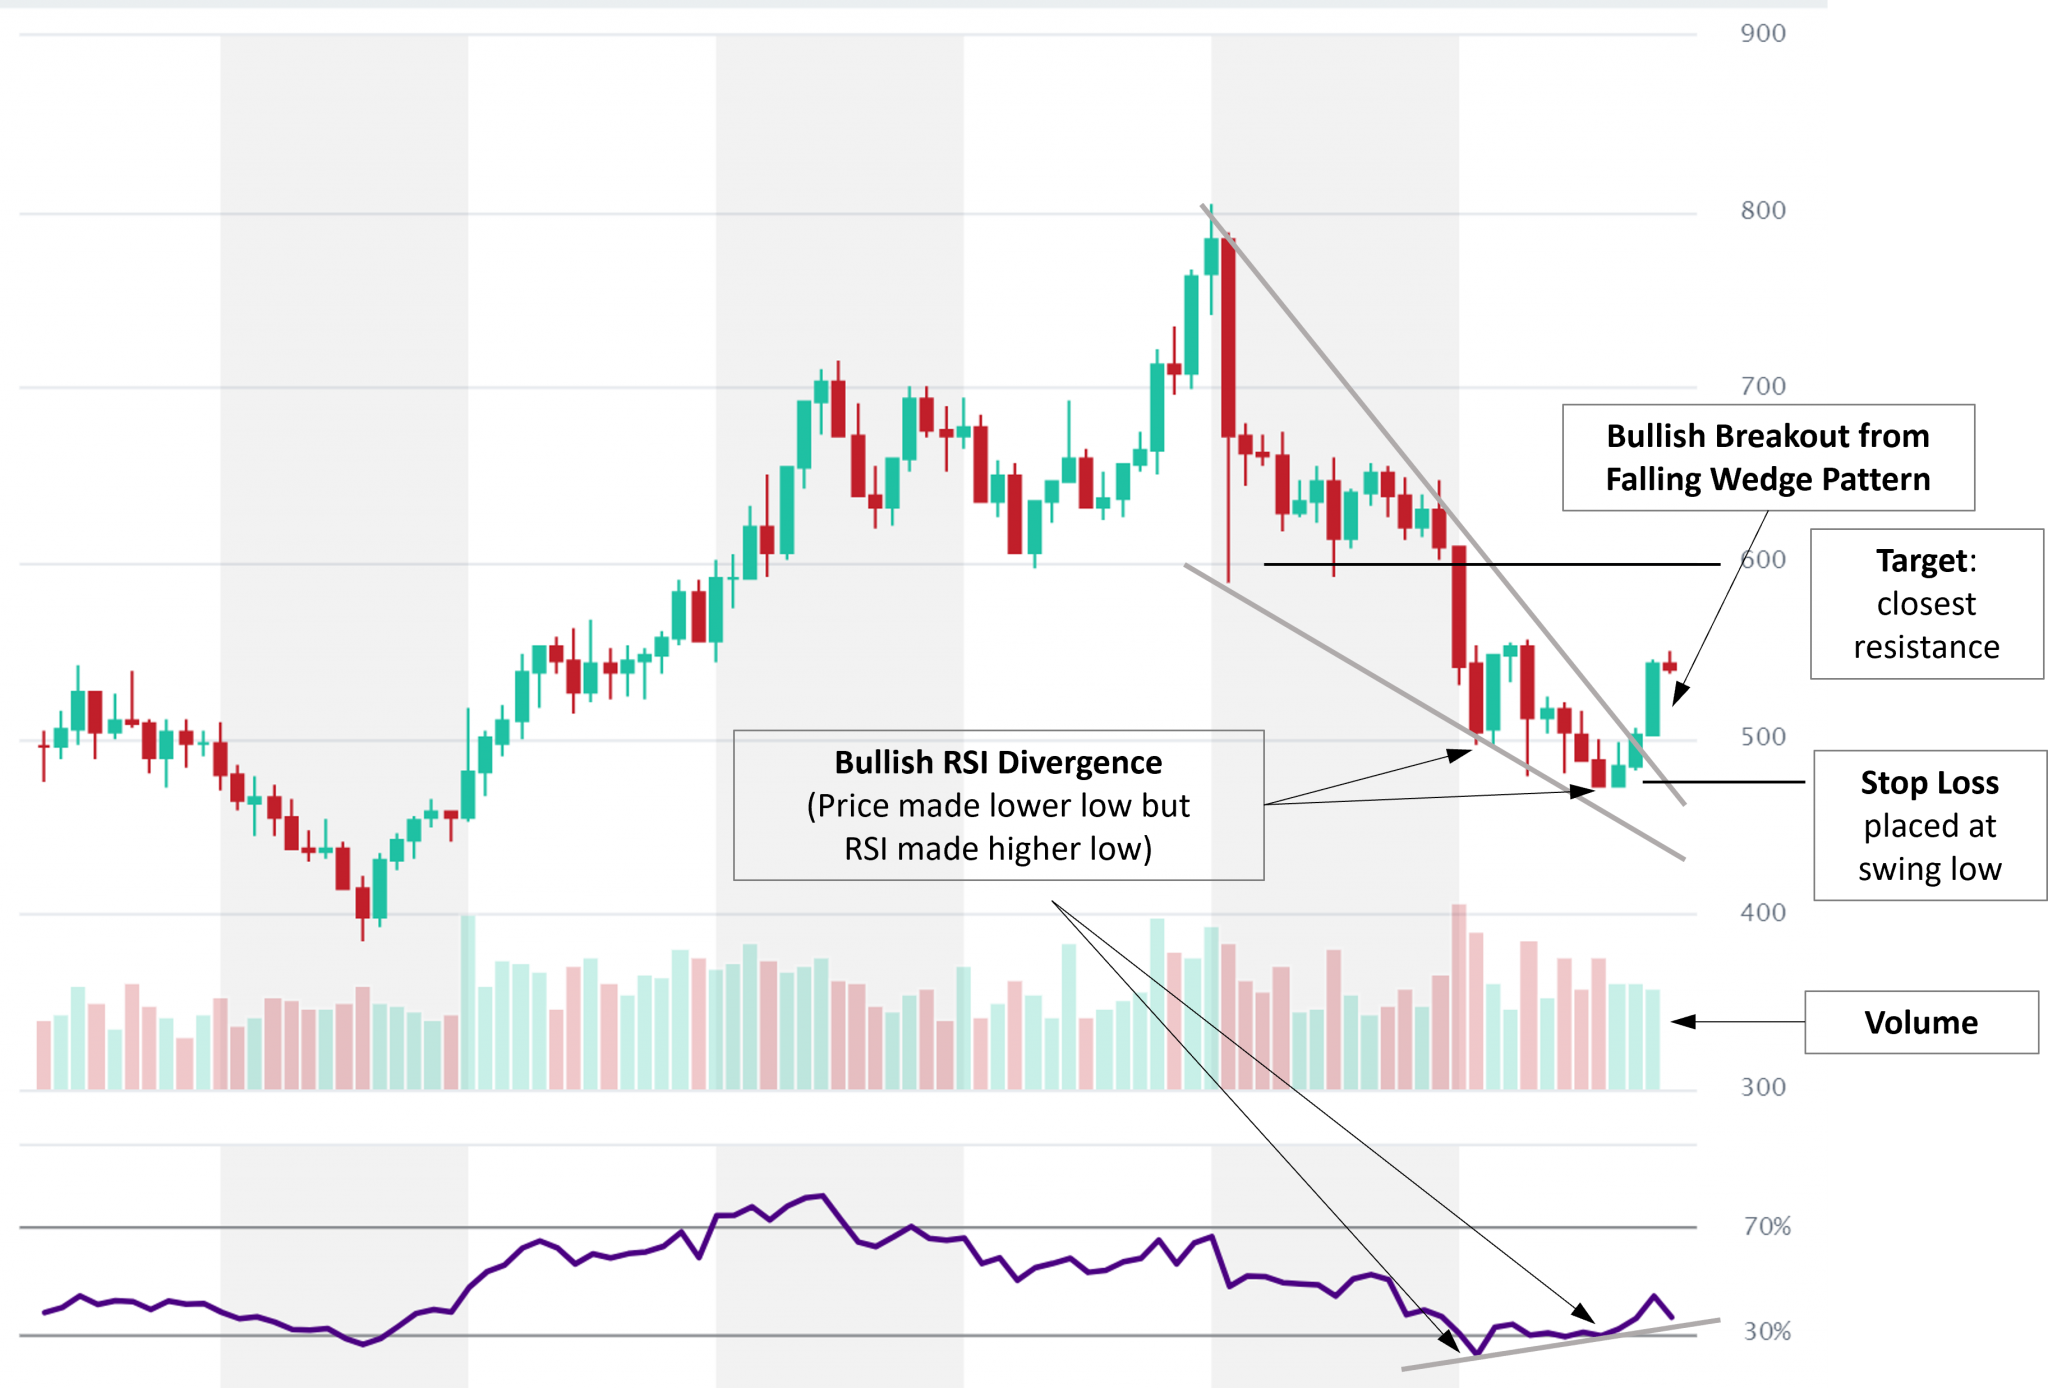 900
800
700
Bullish Breakout from
Falling Wedge Pattern
600
Target:
closest
resistance
500
Bullish RSI Divergence
(Price made lower low but
RSI made higher low)
Stop Loss
placed at
swing low
400
Volume
300
70%
30%